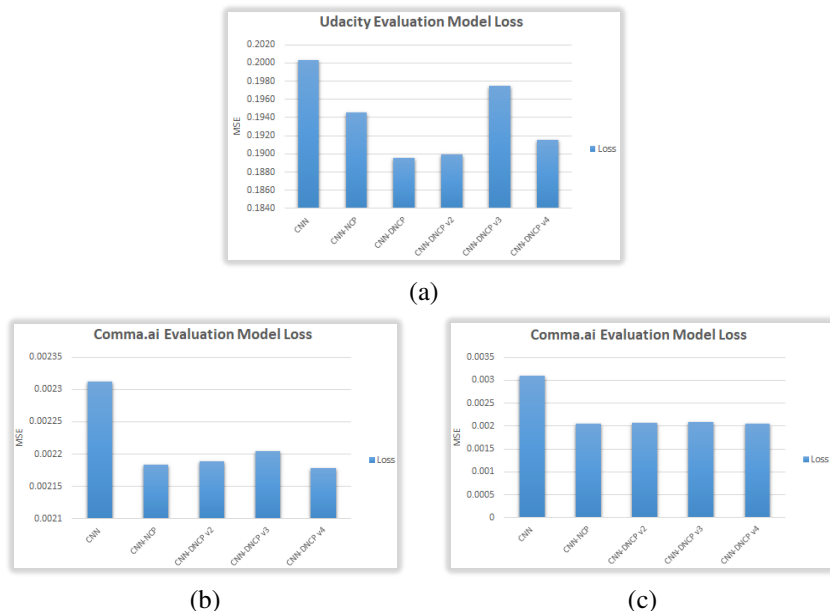 Udacity Evaluation Model Loss
0.2020
0.2000
0.1980
0.1960
0.1940
0.1920
0.1900
0.1880
0.1860
0.1840
MSE
CNN
CNN-NCP
CNN-DNCP
CNN-DNCP v2
CNN-DNCP v3
CNN-DNCP v4
Loss
(a)
Comma.ai Evaluation Model Loss
0.00235
0.0023
0.00225
0.0022
0.00215
0.0021
MSE
CNN
CNN-NCP
CNN-DNCP v2
CNN-DNCP v3
CNN-DNCP v4
Loss
(b)
Comma.ai Evaluation Model Loss
0.0035
0.003
0.0025
0.002
0.0015
0.001
0.0005
0
MSE
CNN
CNN-NCP
CNN-DNCP v2
CNN-DNCP v3
CNN-DNCP v4
Loss
(c)